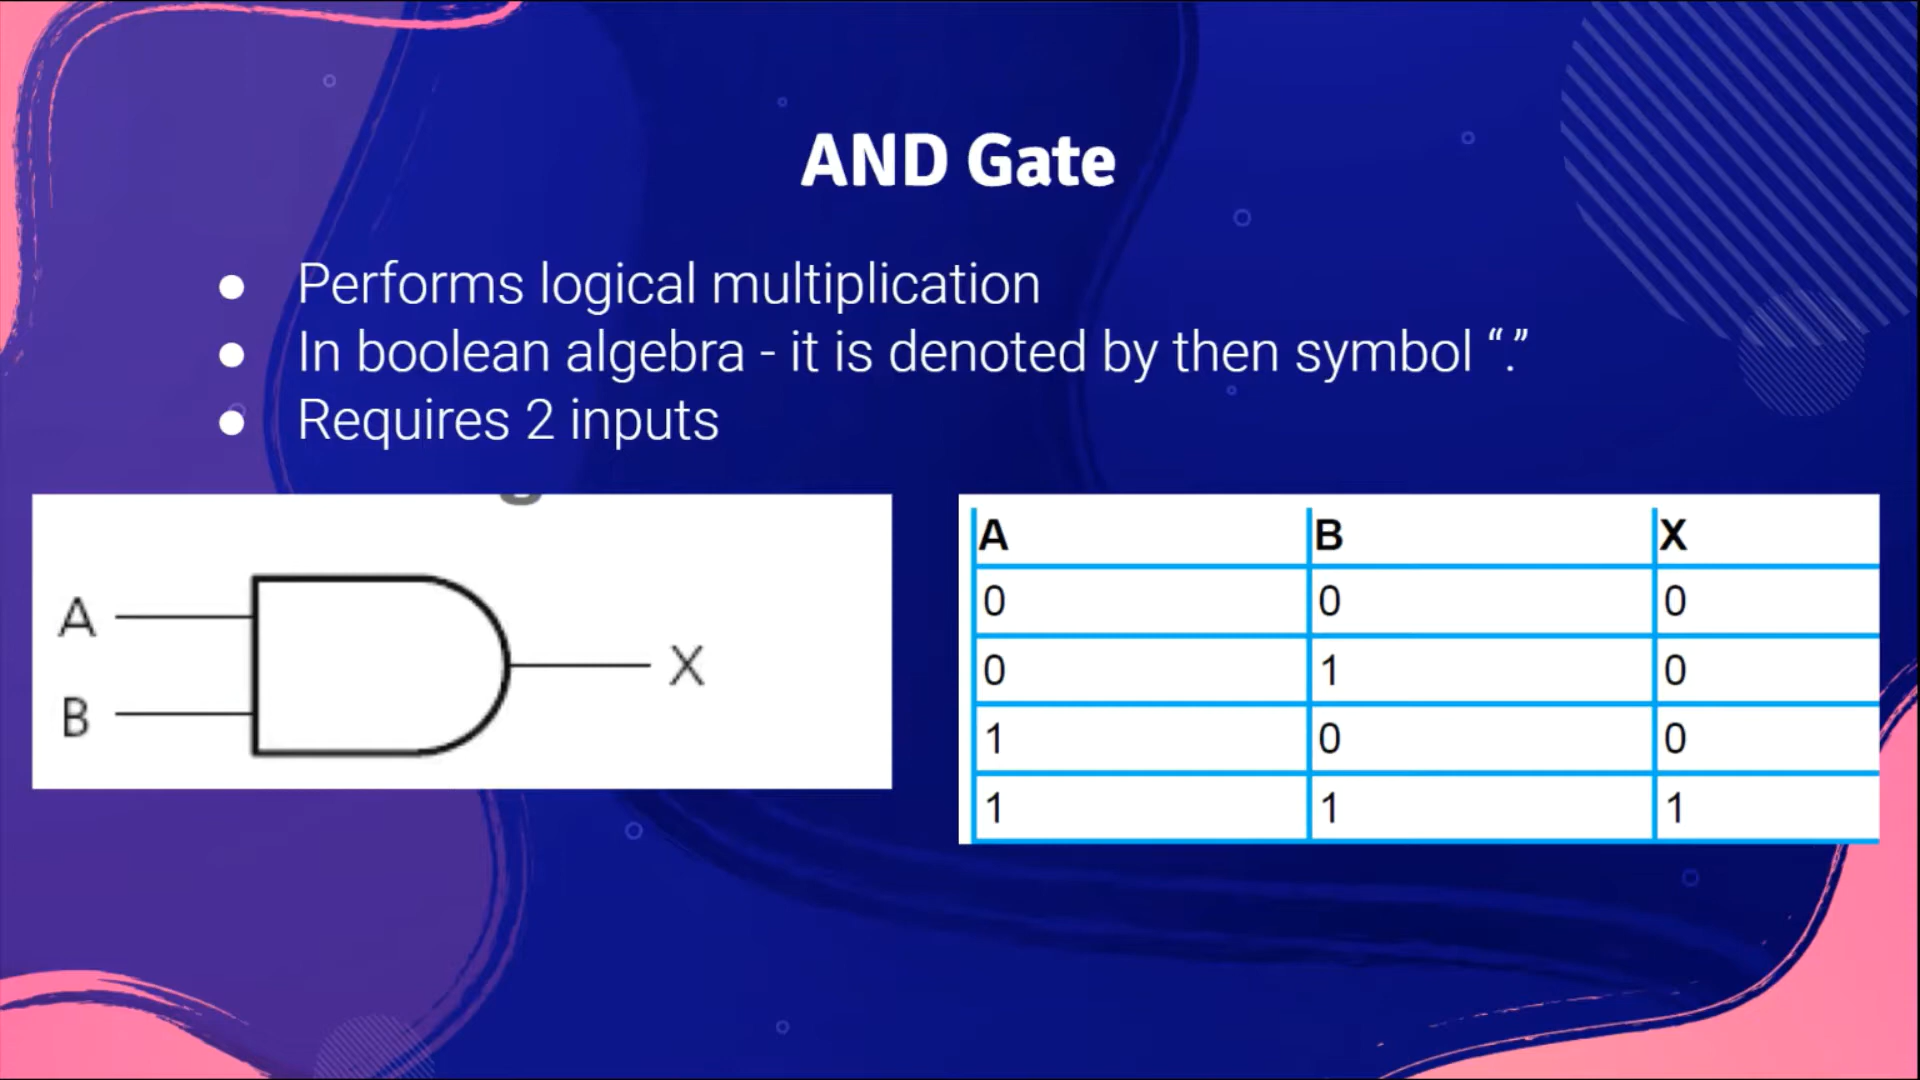 AND Gate
● Performs logical multiplication
● In boolean algebra - it is denoted by then symbol “.”
● Requires 2 inputs
A
B
X
A B X
0 0 0
0 1 0
1 0 0
1 1 1